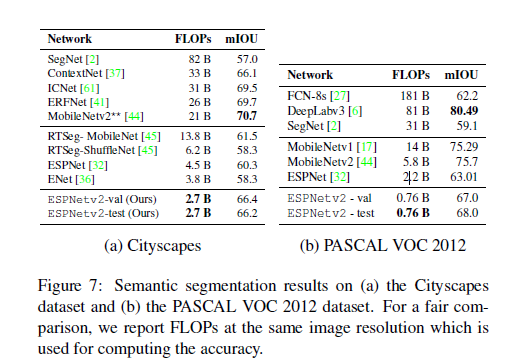 Network FLOPs mIOU
SegNet [2] 82 B 57.0
ContextNet [37] 33 B 66.1
ICNet [61] 31 B 69.5
ERFNet [41] 26 B 69.7
MobileNetv2** [44] 21 B 70.7
RTSeg- MobileNet [45] 13.8 B 61.5
RTSeg-ShuffleNet [45] 6.2 B 58.3
ESPNet [32] 4.5 B 60.3
ENet [36] 3.8 B 58.3
ESPNetv2-val (Ours) 2.7 B 66.4
ESPNetv2-test (Ours) 2.7 B 66.2
(a) Cityscapes
Network FLOPs mIOU
FCN-8s [27] 181 B 62.2
DeepLabv3 [6] 81 B 80.49
SegNet [2] 31 B 59.1
MobileNetv1 [17] 14 B 75.29
MobileNetv2 [44] 5.8 B 75.7
ESPNet [32] 2.2 B 63.01
ESPNetv2 - val 0.76 B 67.0
ESPNetv2 - test 0.76 B 68.0
(b) PASCAL VOC 2012
Figure 7: Semantic segmentation results on (a) the Cityscapes
dataset and (b) the PASCAL VOC 2012 dataset. For a fair com-
parison, we report FLOPs at the same image resolution which is
used for computing the accuracy.